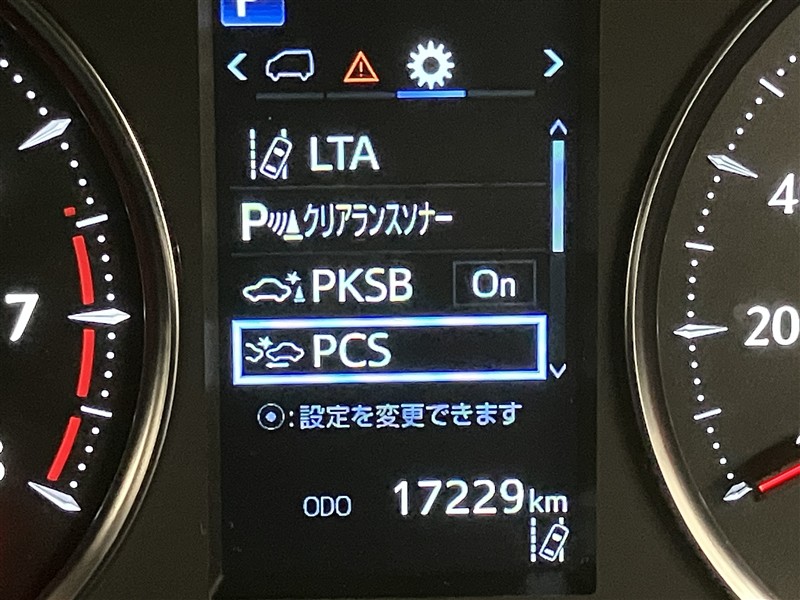 P
LTA
P クリアランスソナー
PKSB On
PCS
:設定を変更できます
ODO 17229km
7
4
20